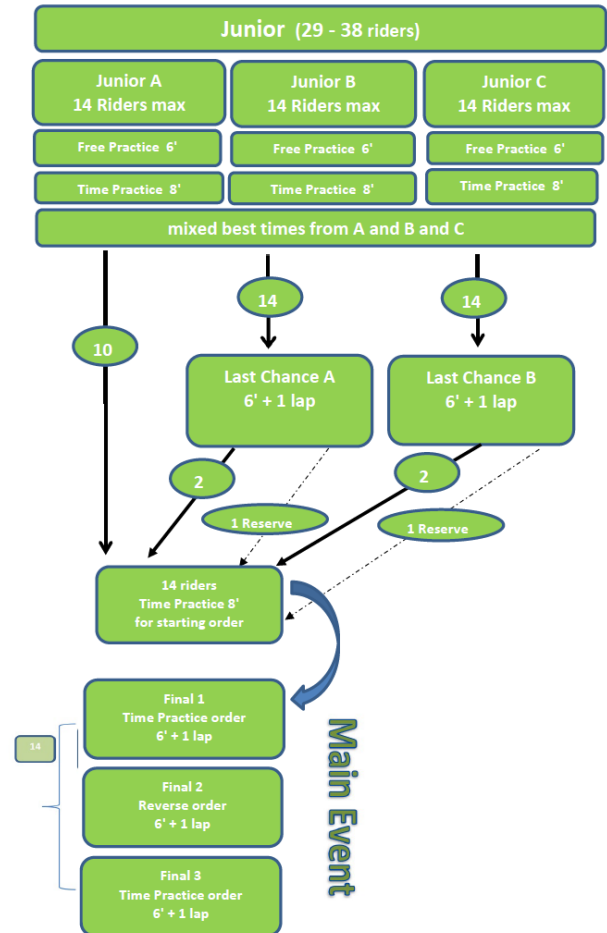 Junior (29 - 38 riders)
Junior A
14 Riders max
Junior B
14 Riders max
Junior C
14 Riders max
Free Practice 6'
Free Practice 6'
Free Practice 6'
Time Practice 8'
Time Practice 8'
Time Practice 8'
mixed best times from A and B and C
14
14
10
Last Chance A
6' + 1 lap
Last Chance B
6' + 1 lap
2
2
1 Reserve
1 Reserve
14 riders
Time Practice 8'
for starting order
Final 1
Time Practice order
6' + 1 lap
14
Final 2
Reverse order
6' + 1 lap
Final 3
Time Practice order
6' + 1 lap
Main Event